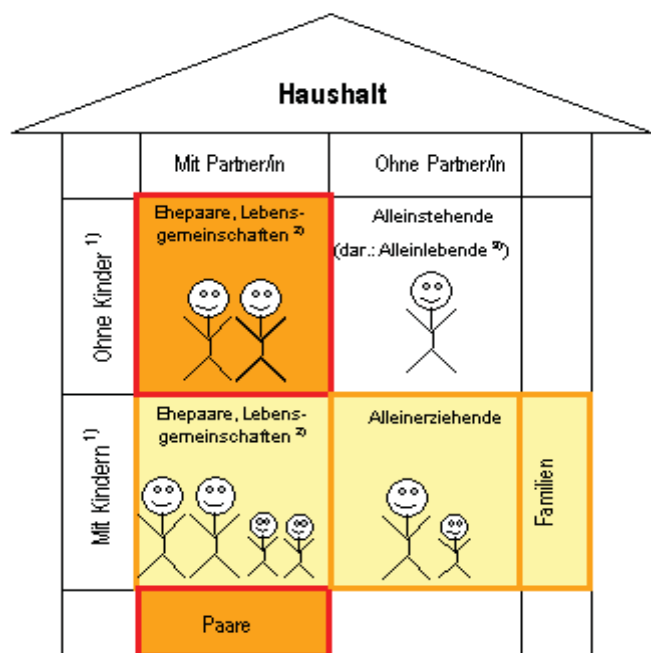 Haushalt
Mit Partner/in
Ohne Partner/in
Ohne Kinder 1)
Ehepaare, Lebens-
gemeinschaften 2)
Alleinstehende
(dar.: Alleinlebende 3))
Mit Kindern 1)
Ehepaare, Lebens-
gemeinschaften 2)
Alleinerziehende
Familien
Paare